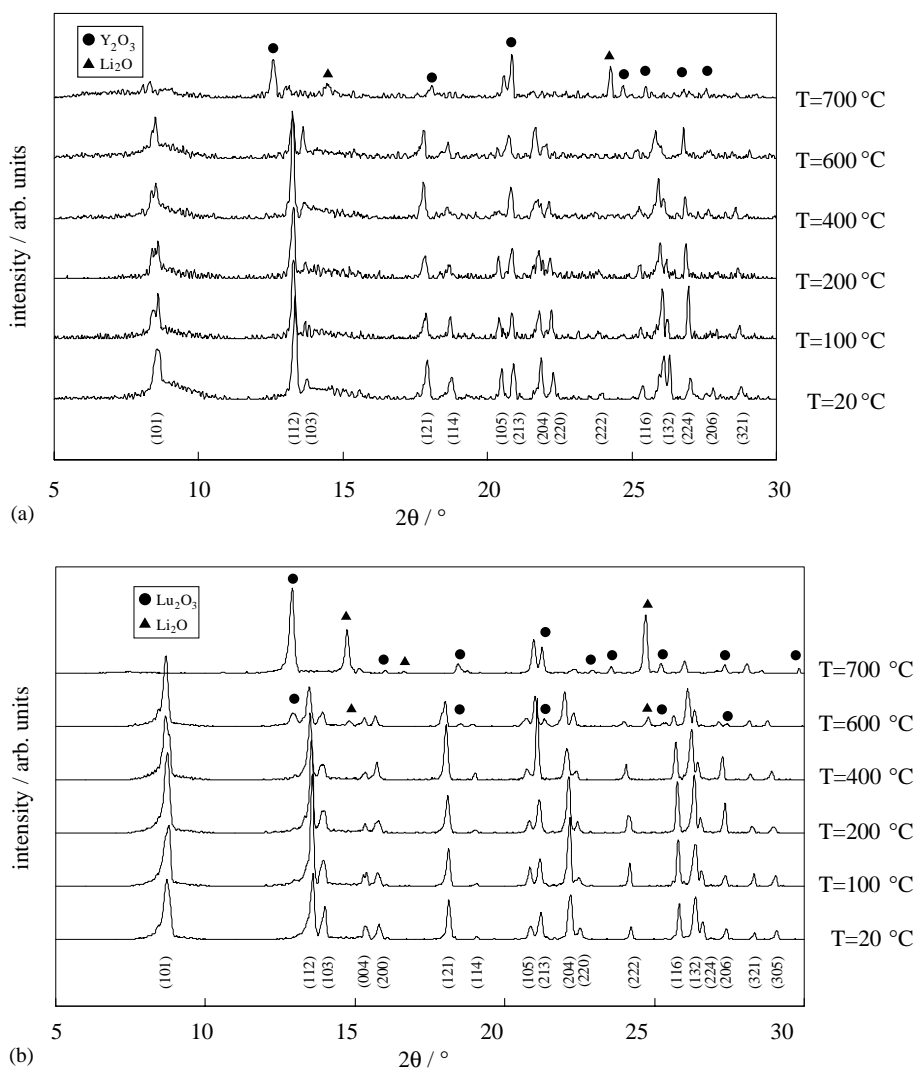 ● Y₂O₃
▲ Li₂O
T=700 °C
T=600 °C
T=400 °C
T=200 °C
T=100 °C
T=20 °C
intensity / arb. units
(101) (112) (103) (121) (114) (105) (213) (204) (220) (222) (116) (132) (224) (206) (321)
5 10 15 20 25 30
2θ / °
(a)
● Lu₂O₃
▲ Li₂O
T=700 °C
T=600 °C
T=400 °C
T=200 °C
T=100 °C
T=20 °C
intensity / arb. units
(101) (112) (103) (004) (200) (121) (114) (105) (213) (204) (220) (222) (116) (132) (224) (206) (321) (305)
5 10 15 20 25 30
2θ / °
(b)